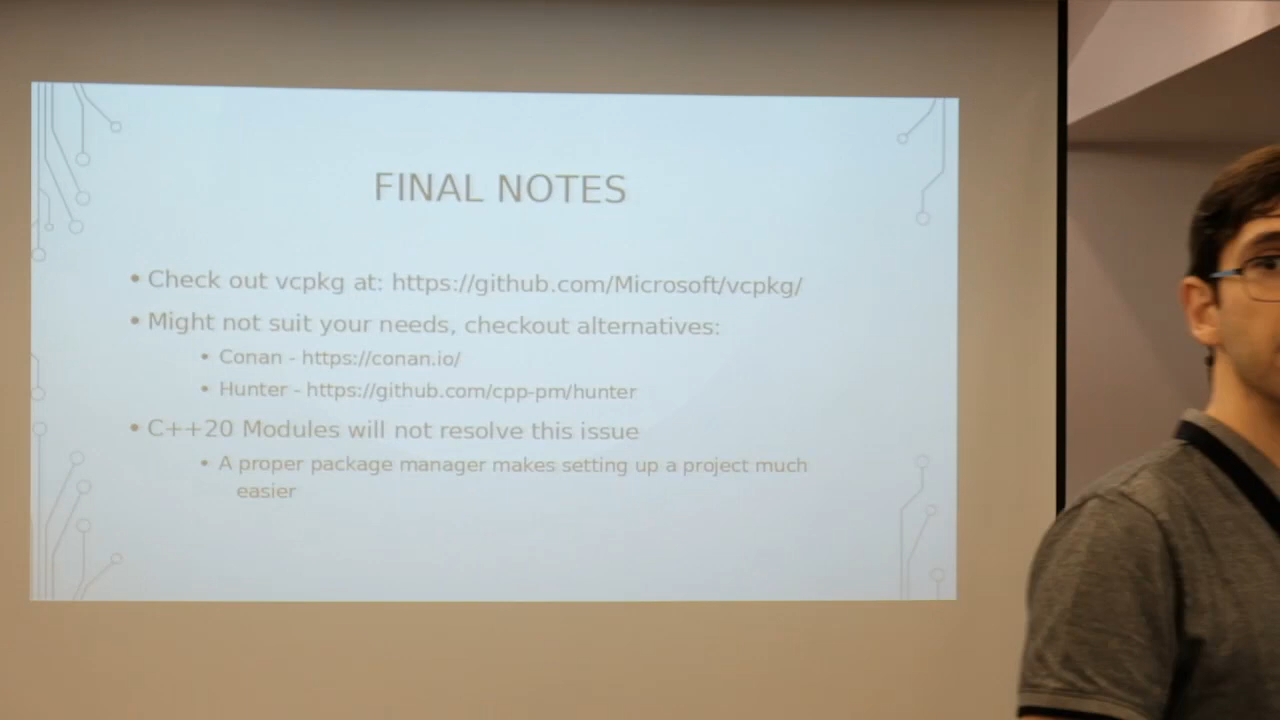 FINAL NOTES
• Check out vcpkg at: https://github.com/Microsoft/vcpkg/
• Might not suit your needs, checkout alternatives:
• Conan - https://conan.io/
• Hunter - https://github.com/cpp-pm/hunter
• C++20 Modules will not resolve this issue
• A proper package manager makes setting up a project much
easier